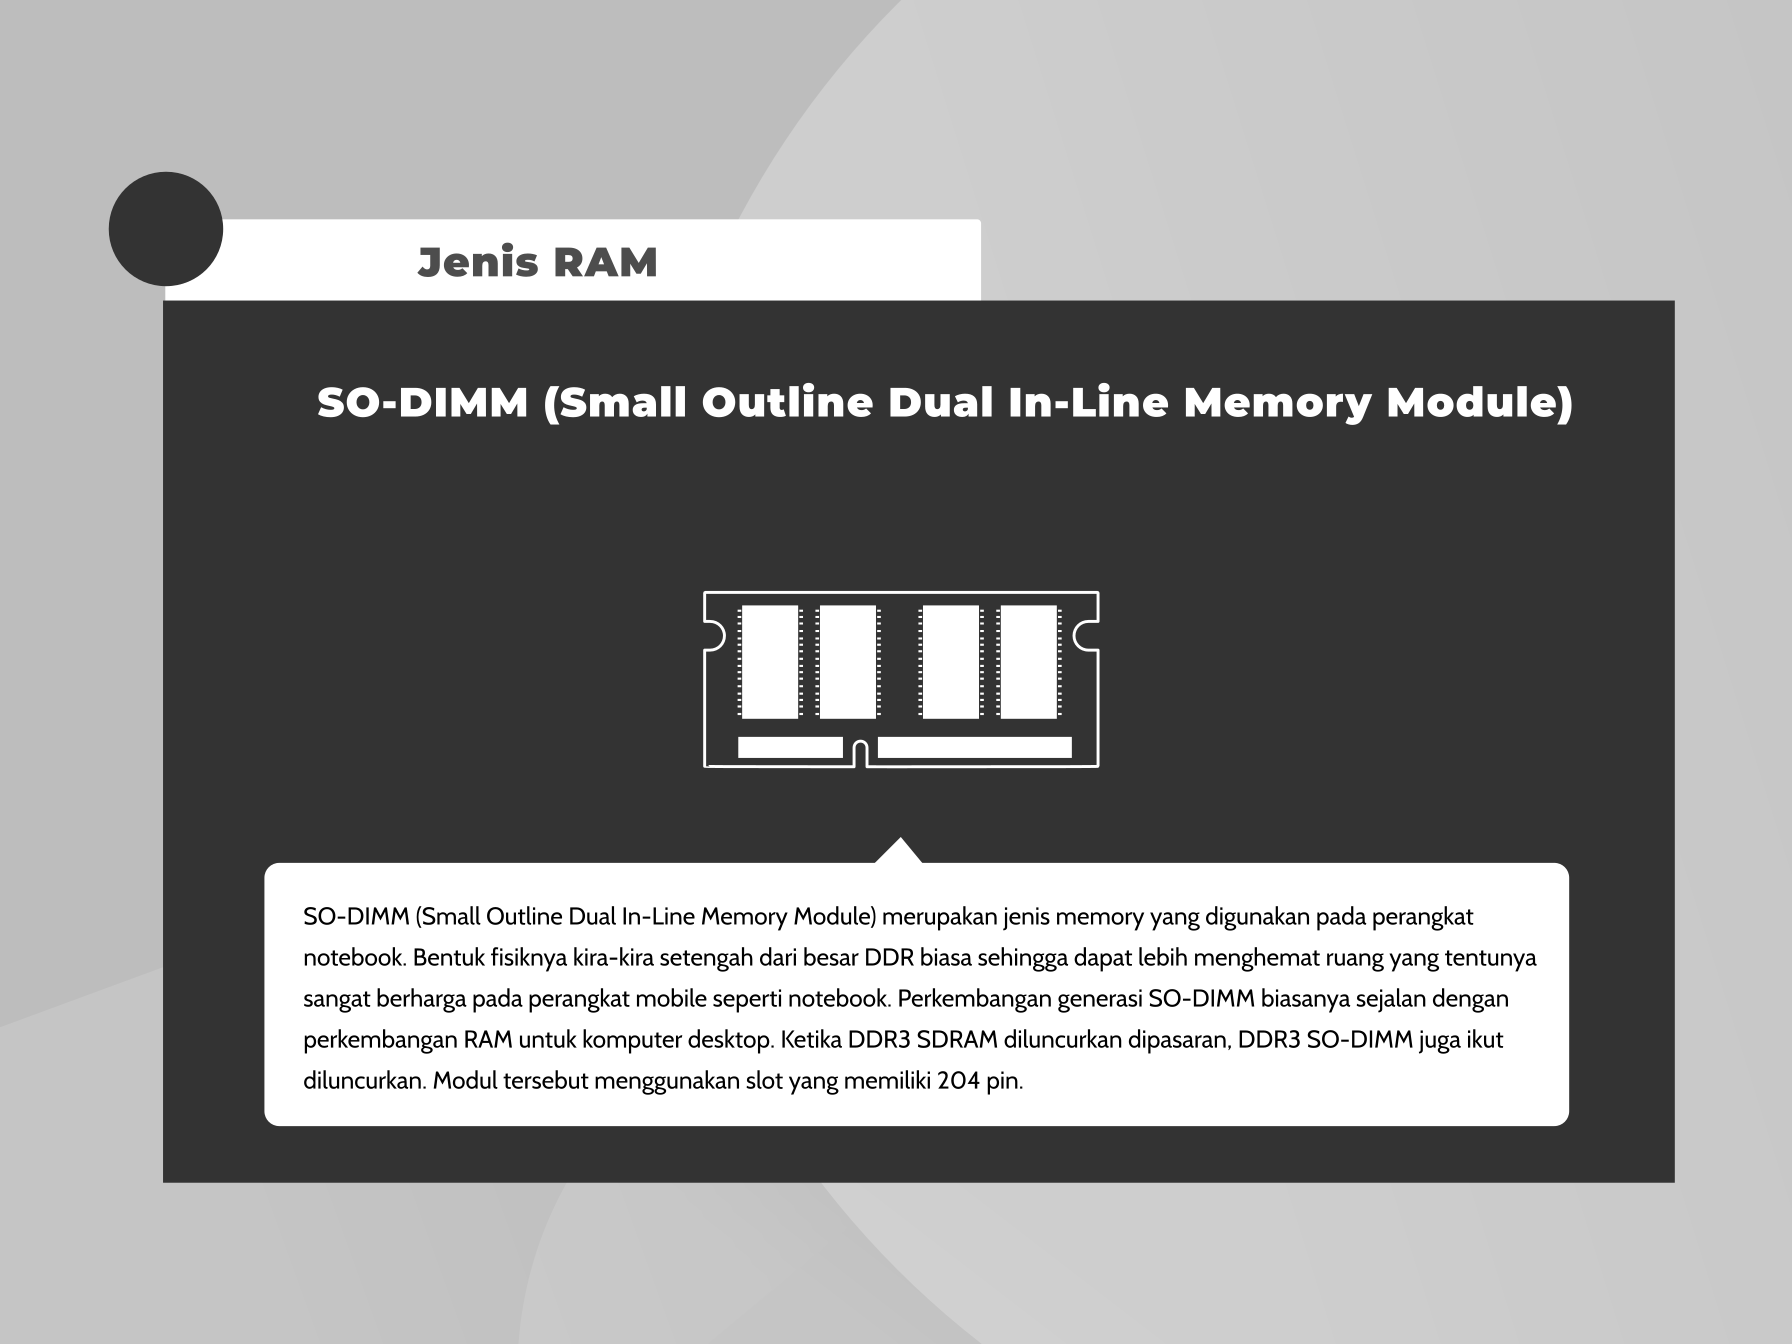 Jenis RAM
SO-DIMM (Small Outline Dual In-Line Memory Module)
SO-DIMM (Small Outline Dual In-Line Memory Module) merupakan jenis memory yang digunakan pada perangkat
notebook. Bentuk fisiknya kira-kira setengah dari besar DDR biasa sehingga dapat lebih menghemat ruang yang tentunya
sangat berharga pada perangkat mobile seperti notebook. Perkembangan generasi SO-DIMM biasanya sejalan dengan
perkembangan RAM untuk komputer desktop. Ketika DDR3 SDRAM diluncurkan dipasaran, DDR3 SO-DIMM juga ikut
diluncurkan. Modul tersebut menggunakan slot yang memiliki 204 pin.